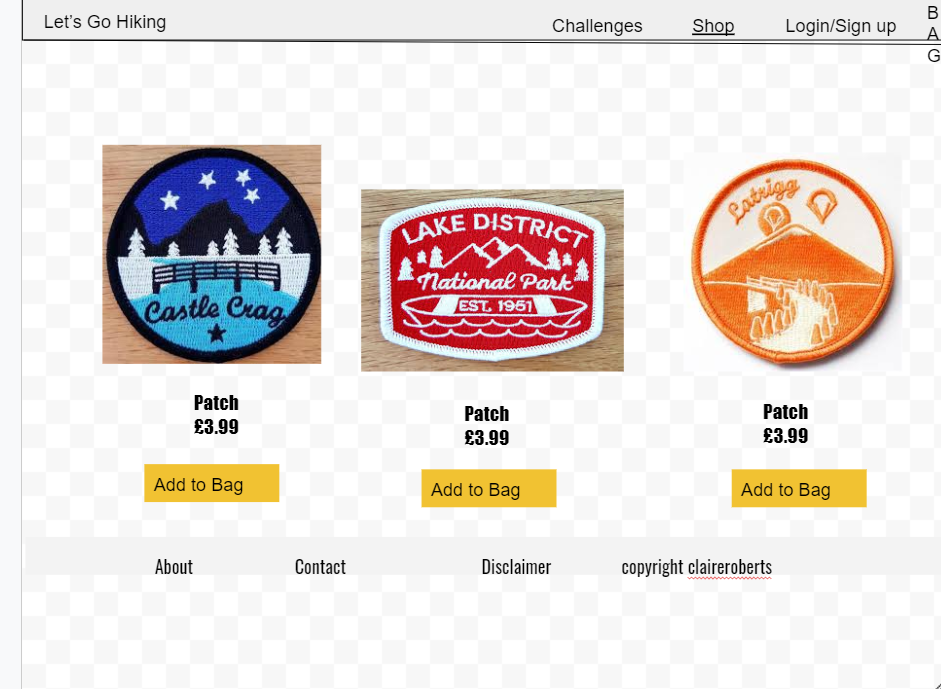 Let's Go Hiking
Challenges
Shop
Login/Sign up
B
A
G
Castle Crag
LAKE DISTRICT
National Park
EST. 1951
Latrigg
Patch
£3.99
Patch
£3.99
Patch
£3.99
Add to Bag
Add to Bag
Add to Bag
About
Contact
Disclaimer
copyright claireroberts